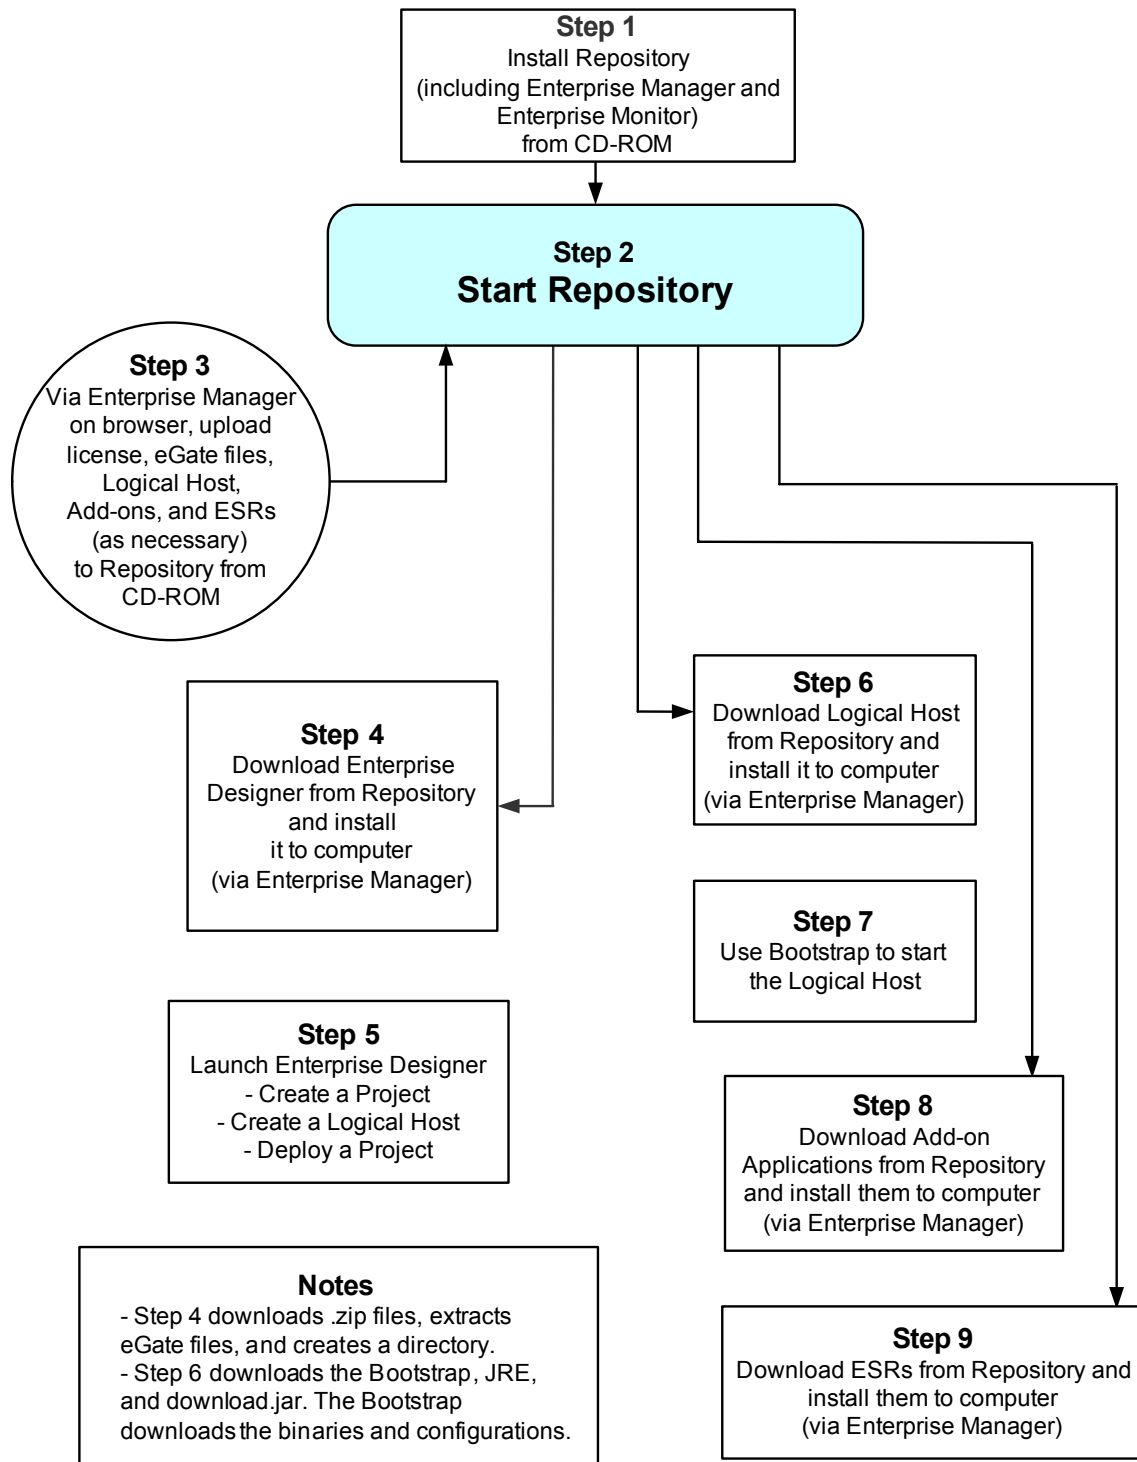 Step 1
Install Repository
(including Enterprise Manager and
Enterprise Monitor)
from CD-ROM
Step 2
Start Repository
Step 3
Via Enterprise Manager
on browser, upload
license, eGate files,
Logical Host,
Add-ons, and ESRs
(as necessary)
to Repository from
CD-ROM
Step 4
Download Enterprise
Designer from Repository
and install
it to computer
(via Enterprise Manager)
Step 5
Launch Enterprise Designer
- Create a Project
- Create a Logical Host
- Deploy a Project
Step 6
Download Logical Host
from Repository and
install it to computer
(via Enterprise Manager)
Step 7
Use Bootstrap to start
the Logical Host
Step 8
Download Add-on
Applications from Repository
and install them to computer
(via Enterprise Manager)
Step 9
Download ESRs from Repository and
install them to computer
(via Enterprise Manager)
Notes
- Step 4 downloads .zip files, extracts
eGate files, and creates a directory.
- Step 6 downloads the Bootstrap, JRE,
and download.jar. The Bootstrap
downloads the binaries and configurations.